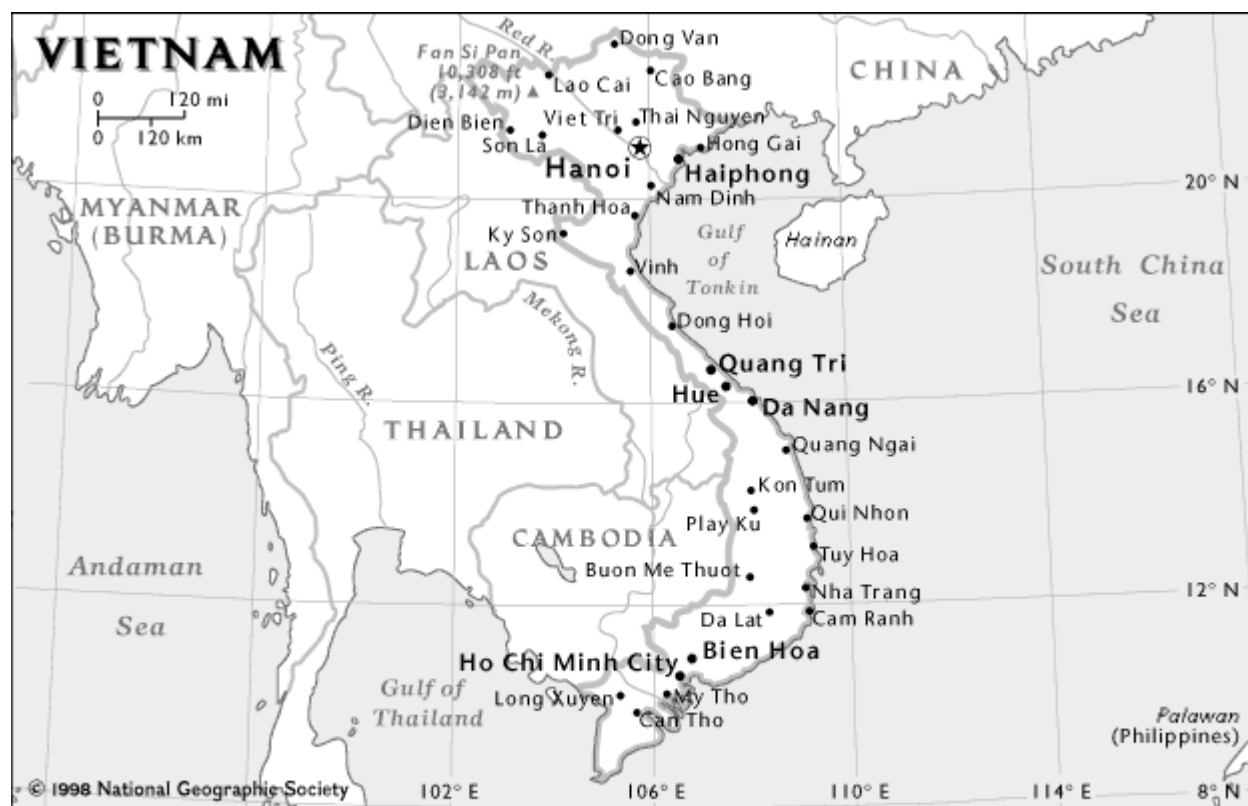 VIETNAM
0 120 mi
0 120 km
Fan Si Pan
10,308 ft
(3,142 m)
Red R.
Dong Van
Lao Cai
Cao Bang
CHINA
Dien Bien
Viet Tri
Thai Nguyen
Son La
Hong Gai
Hanoi
Haiphong
20° N
MYANMAR
(BURMA)
Thanh Hoa
Nam Dinh
Ky Son
LAOS
Gulf
of
Tonkin
Hainan
Vinh
South China
Sea
Mekong R.
Dong Hoi
Ping R.
Quang Tri
Hue
16° N
Da Nang
THAILAND
Quang Ngai
Kon Tum
Play Ku
Qui Nhon
CAMBODIA
Tuy Hoa
Andaman
Sea
Buon Me Thuot
Nha Trang
12° N
Da Lat
Cam Ranh
Bien Hoa
Ho Chi Minh City
Gulf of
Thailand
Long Xuyen
My Tho
Can Tho
Palawan
(Philippines)
© 1998 National Geographic Society
102° E
106° E
110° E
114° E
8° N